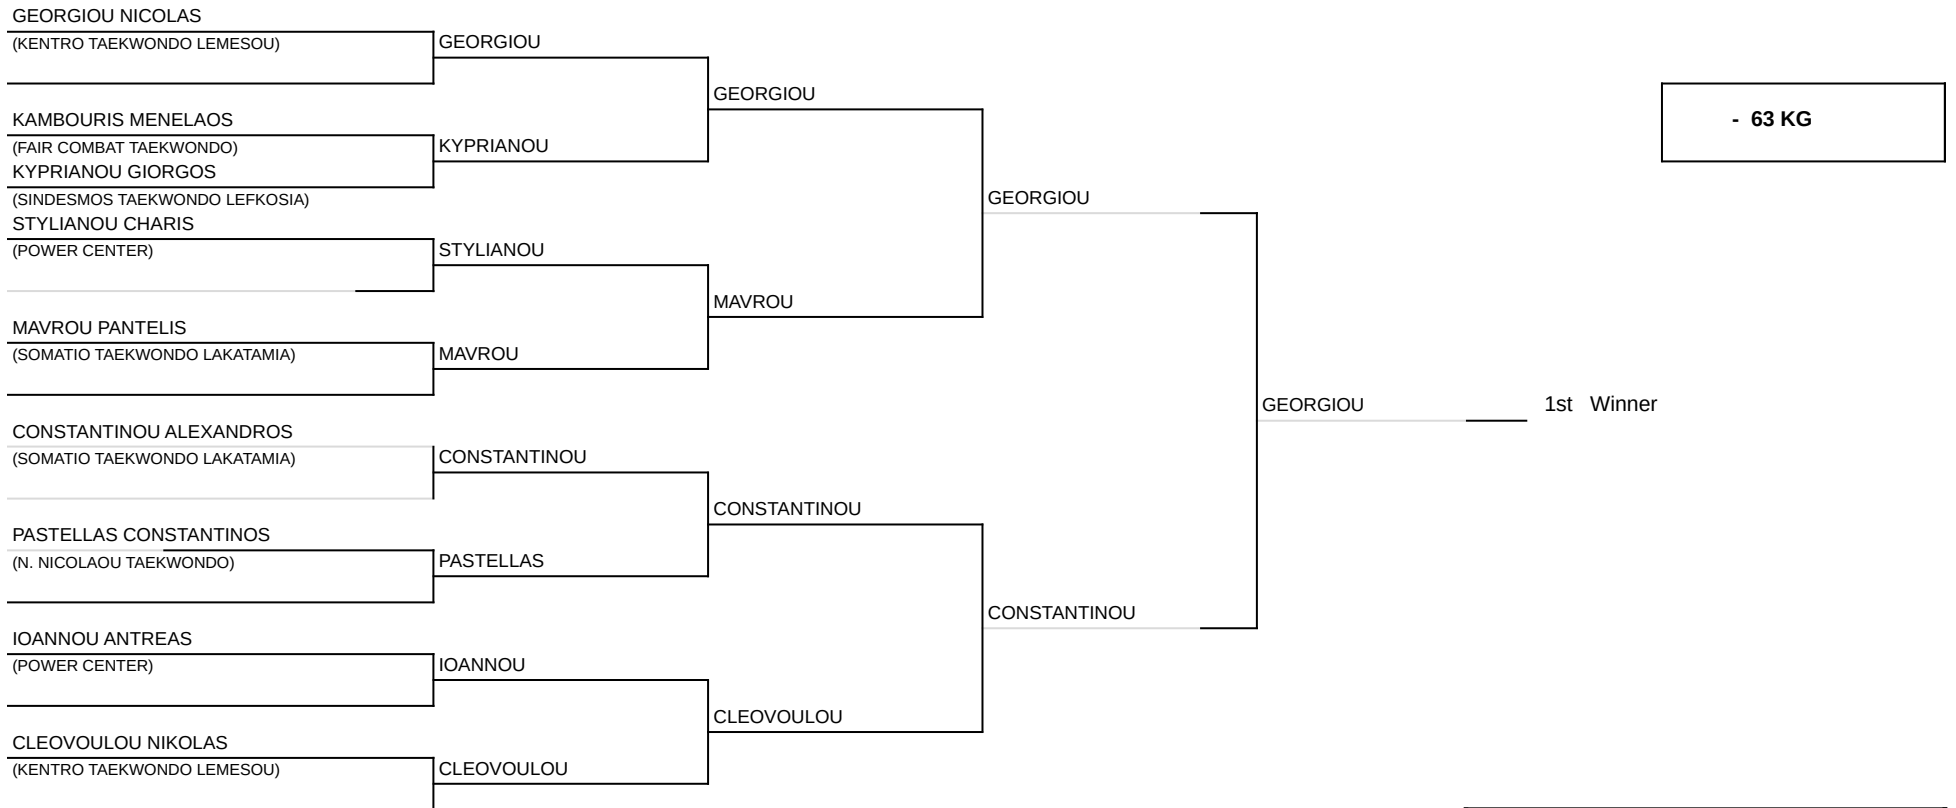 GEORGIOU NICOLAS
(KENTRO TAEKWONDO LEMESOU)
GEORGIOU
GEORGIOU
- 63 KG
KAMBOURIS MENELAOS
(FAIR COMBAT TAEKWONDO)
KYPRIANOU
KYPRIANOU GIORGOS
(SINDESMOS TAEKWONDO LEFKOSIA)
GEORGIOU
STYLIANOU CHARIS
(POWER CENTER)
STYLIANOU
MAVROU
MAVROU PANTELIS
(SOMATIO TAEKWONDO LAKATAMIA)
MAVROU
GEORGIOU
1st Winner
CONSTANTINOU ALEXANDROS
(SOMATIO TAEKWONDO LAKATAMIA)
CONSTANTINOU
CONSTANTINOU
PASTELLAS CONSTANTINOS
(N. NICOLAOU TAEKWONDO)
PASTELLAS
CONSTANTINOU
IOANNOU ANTREAS
(POWER CENTER)
IOANNOU
CLEOVOULOU
CLEOVOULOU NIKOLAS
(KENTRO TAEKWONDO LEMESOU)
CLEOVOULOU